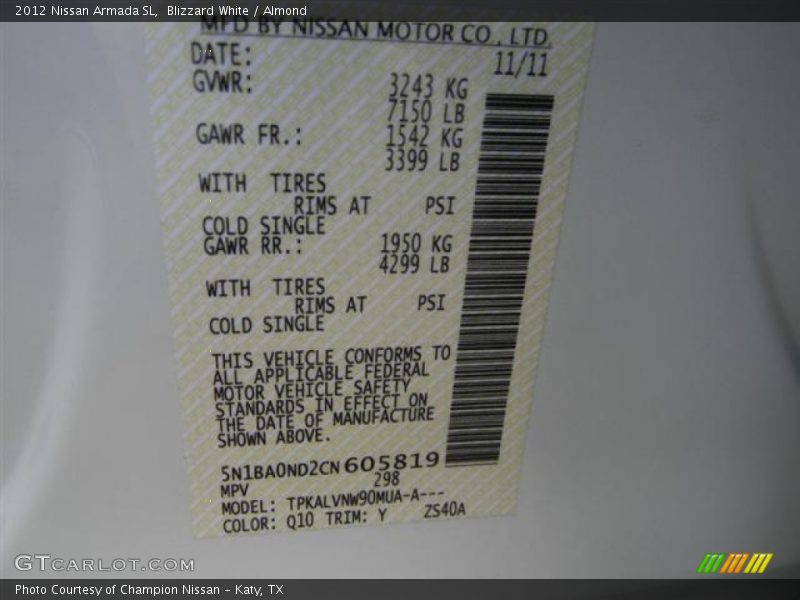 2012 Nissan Armada SL, Blizzard White / Almond
MFD BY NISSAN MOTOR CO., LTD.
DATE: 11/11
GVWR: 3243 KG
7150 LB
GAWR FR.: 1542 KG
3399 LB
WITH TIRES
RIMS AT PSI
COLD SINGLE
GAWR RR.: 1950 KG
4299 LB
WITH TIRES
RIMS AT PSI
COLD SINGLE
THIS VEHICLE CONFORMS TO
ALL APPLICABLE FEDERAL
MOTOR VEHICLE SAFETY
STANDARDS IN EFFECT ON
THE DATE OF MANUFACTURE
SHOWN ABOVE.
5N1BA0ND2CN605819
MPV 298
MODEL: TPKALVNW90MUA-A---
COLOR: Q10 TRIM: Y ZS40A
GTCARLOT.COM
Photo Courtesy of Champion Nissan - Katy, TX